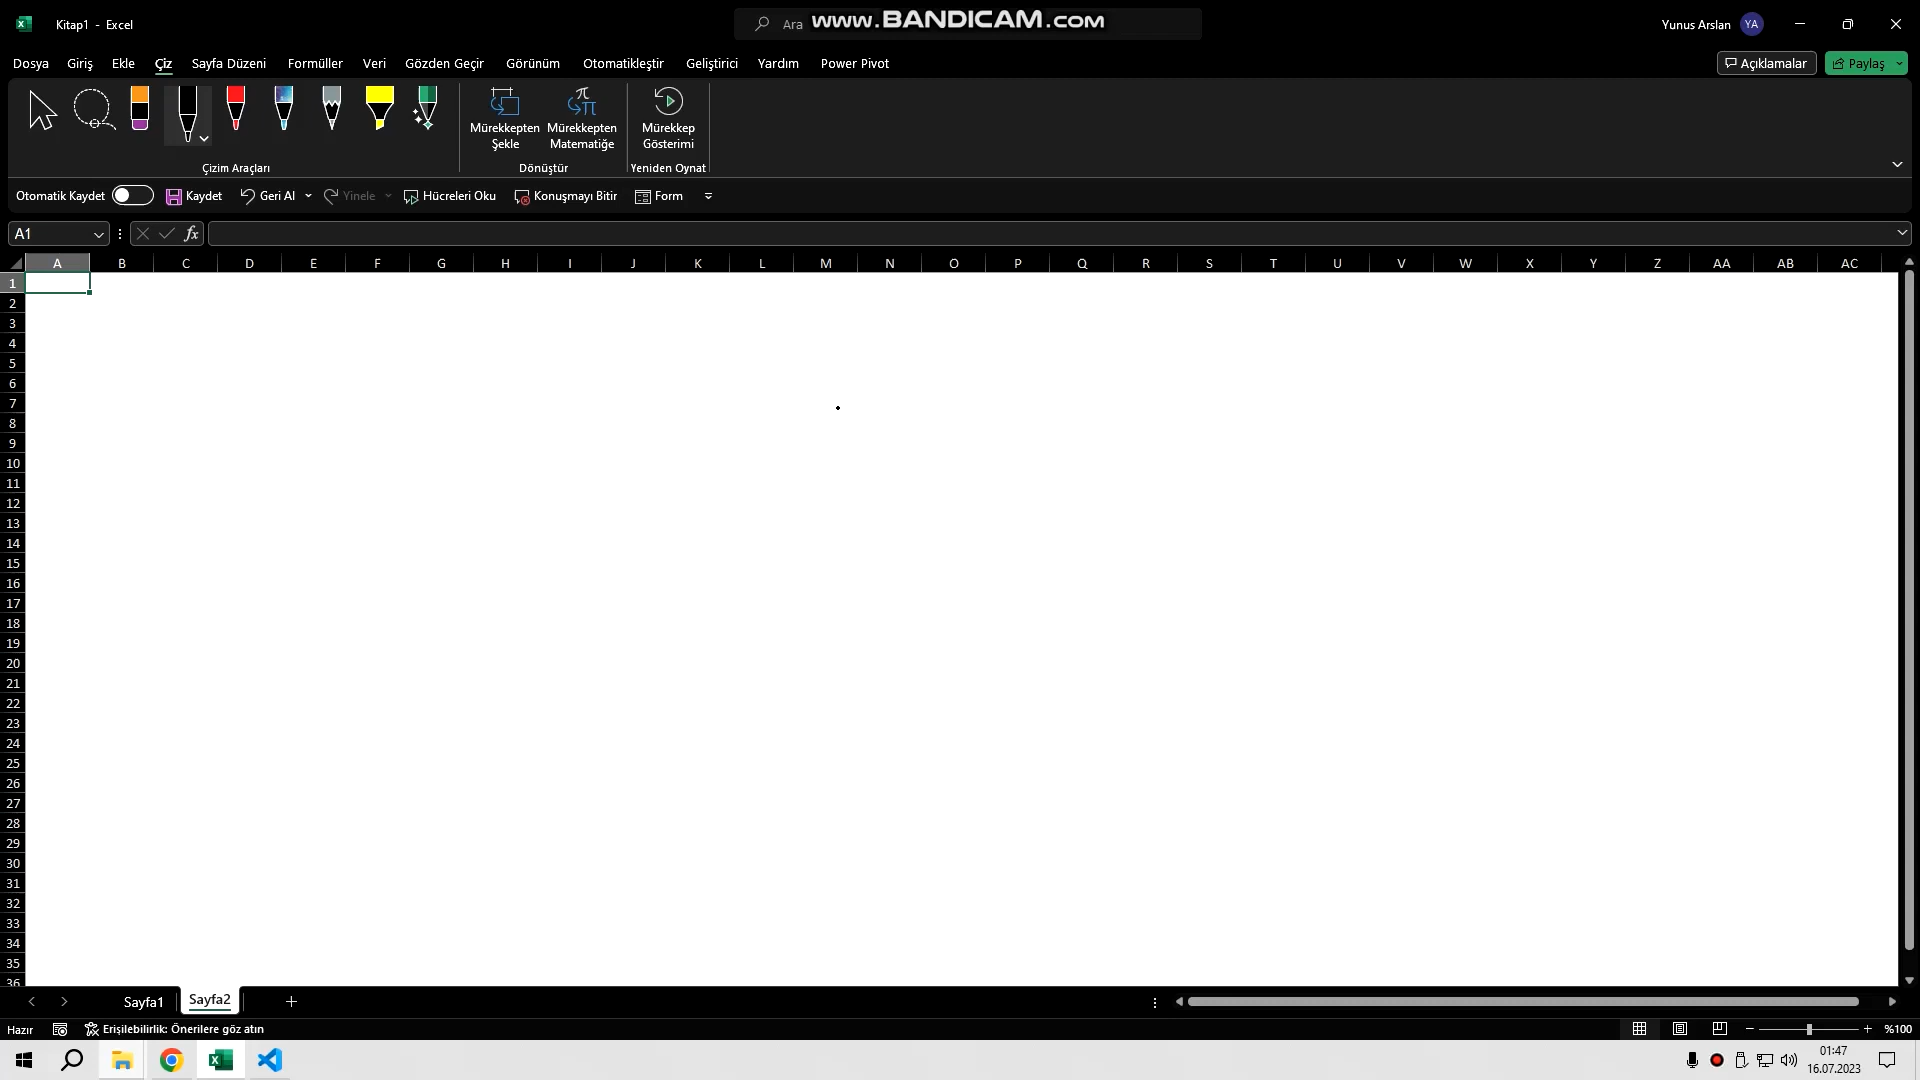 Kitap1 - Excel
Ara
www.BANDICAM.com
Yunus Arslan
YA
Dosya
Giriş
Ekle
Çiz
Sayfa Düzeni
Formüller
Veri
Gözden Geçir
Görünüm
Otomatikleştir
Geliştirici
Yardım
Power Pivot
Açıklamalar
Paylaş
Mürekkepten
Şekle
Mürekkepten
Matematiğe
Mürekkep
Gösterimi
Çizim Araçları
Dönüştür
Yeniden Oynat
Otomatik Kaydet
Kaydet
Geri Al
Yinele
Hücreleri Oku
Konuşmayı Bitir
Form
A1
fx
A B C D E F G H I J K L M N O P Q R S T U V W X Y Z AA AB AC
1
2
3
4
5
6
7
8
9
10
11
12
13
14
15
16
17
18
19
20
21
22
23
24
25
26
27
28
29
30
31
32
33
34
35
36
Sayfa1
Sayfa2
Hazır
Erişilebilirlik: Önerilere göz atın
%100
01:47
16.07.2023